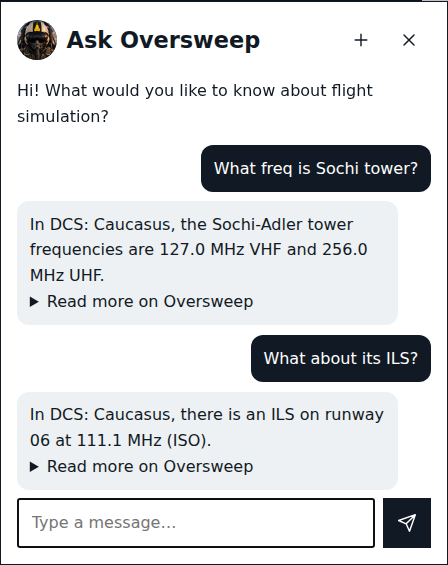 Ask Oversweep
Hi! What would you like to know about flight
simulation?
What freq is Sochi tower?
In DCS: Caucasus, the Sochi-Adler tower
frequencies are 127.0 MHz VHF and 256.0
MHz UHF.
Read more on Oversweep
What about its ILS?
In DCS: Caucasus, there is an ILS on runway
06 at 111.1 MHz (ISO).
Read more on Oversweep
Type a message...